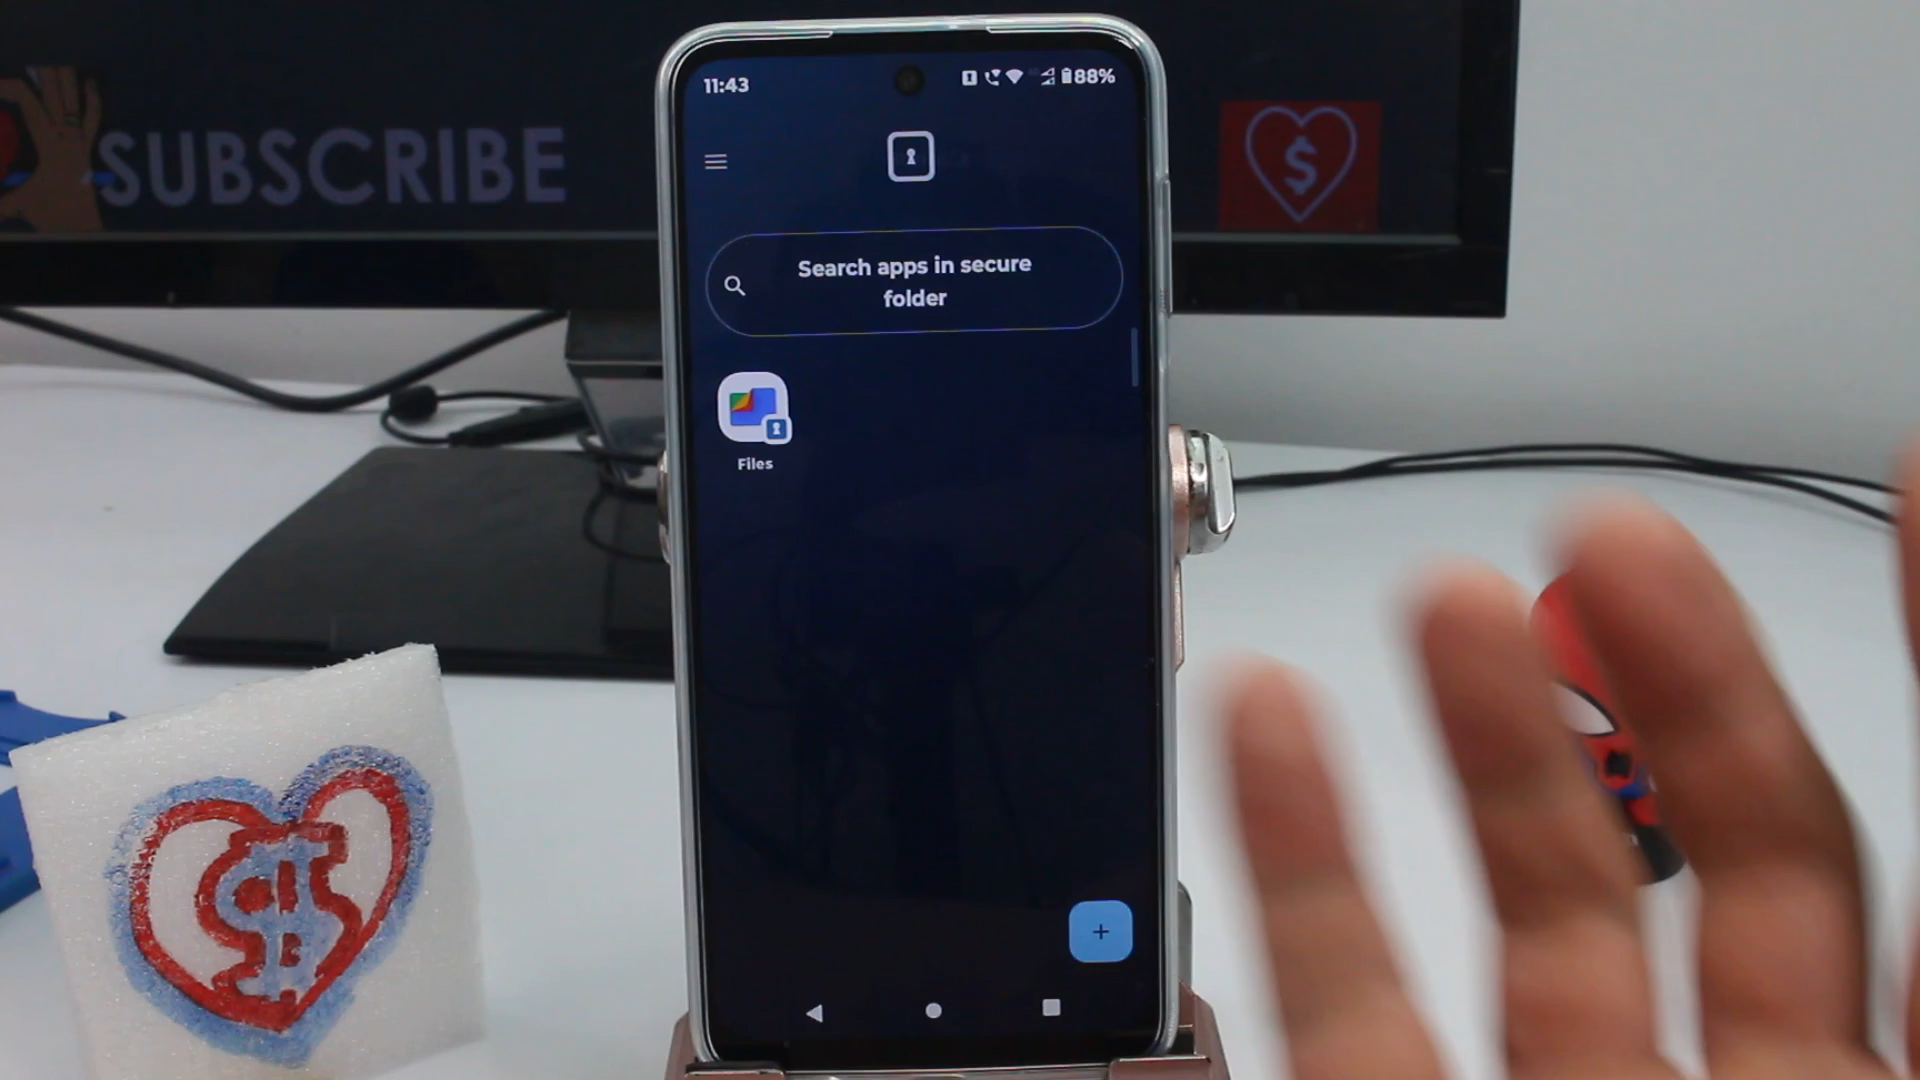 SUBSCRIBE
$
11:43
88%
Search apps in secure
folder
Files
$